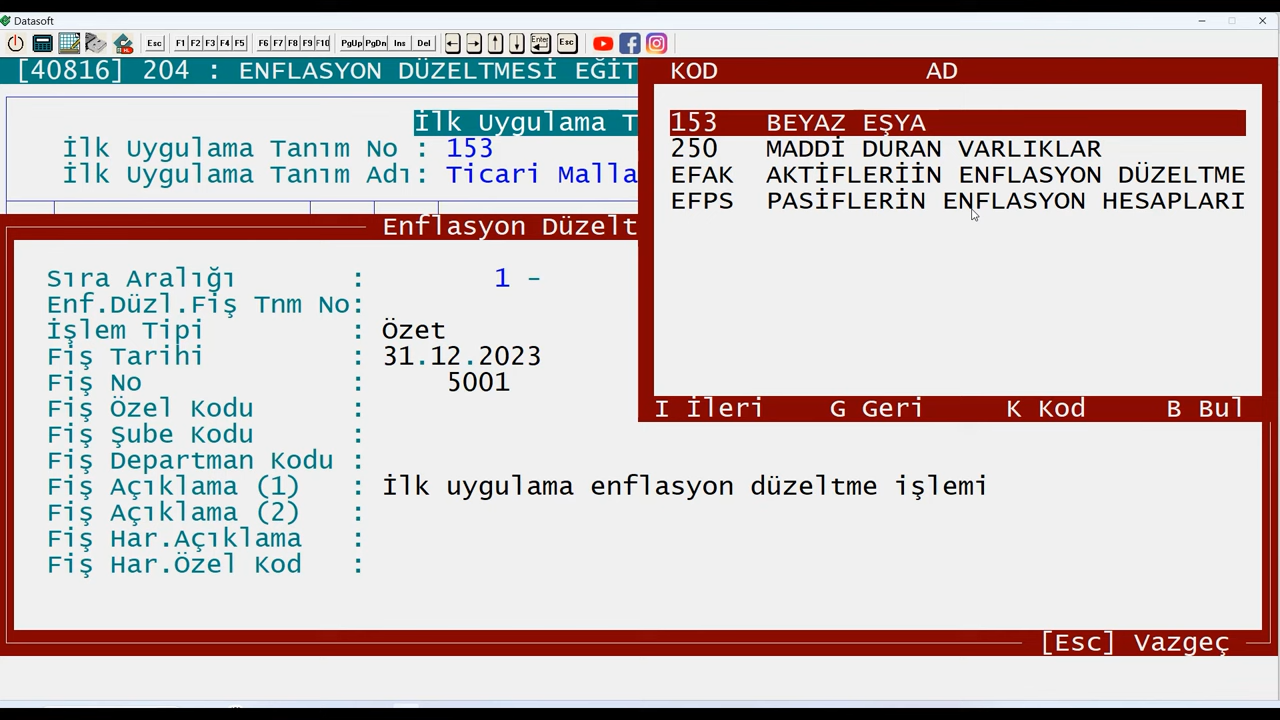 Datasoft
Esc F1 F2 F3 F4 F5 F6 F7 F8 F9 F10 PgUp PgDn Ins Del Enter Esc
[40816] 204 : ENFLASYON DÜZELTMESİ EĞİT
İlk Uygulama T
İlk Uygulama Tanım No : 153
İlk Uygulama Tanım Adı: Ticari Malla
KOD AD
153 BEYAZ EŞYA
250 MADDİ DURAN VARLIKLAR
EFAK AKTİFLERİİN ENFLASYON DÜZELTME
EFPS PASİFLERİN ENFLASYON HESAPLARI
I İleri G Geri K Kod B Bul
Enflasyon Düzelt
Sıra Aralığı : 1 -
Enf.Düzl.Fiş Tnm No:
İşlem Tipi : Özet
Fiş Tarihi : 31.12.2023
Fiş No : 5001
Fiş Özel Kodu :
Fiş Şube Kodu :
Fiş Departman Kodu :
Fiş Açıklama (1) : İlk uygulama enflasyon düzeltme işlemi
Fiş Açıklama (2) :
Fiş Har.Açıklama :
Fiş Har.Özel Kod :
[Esc] Vazgeç